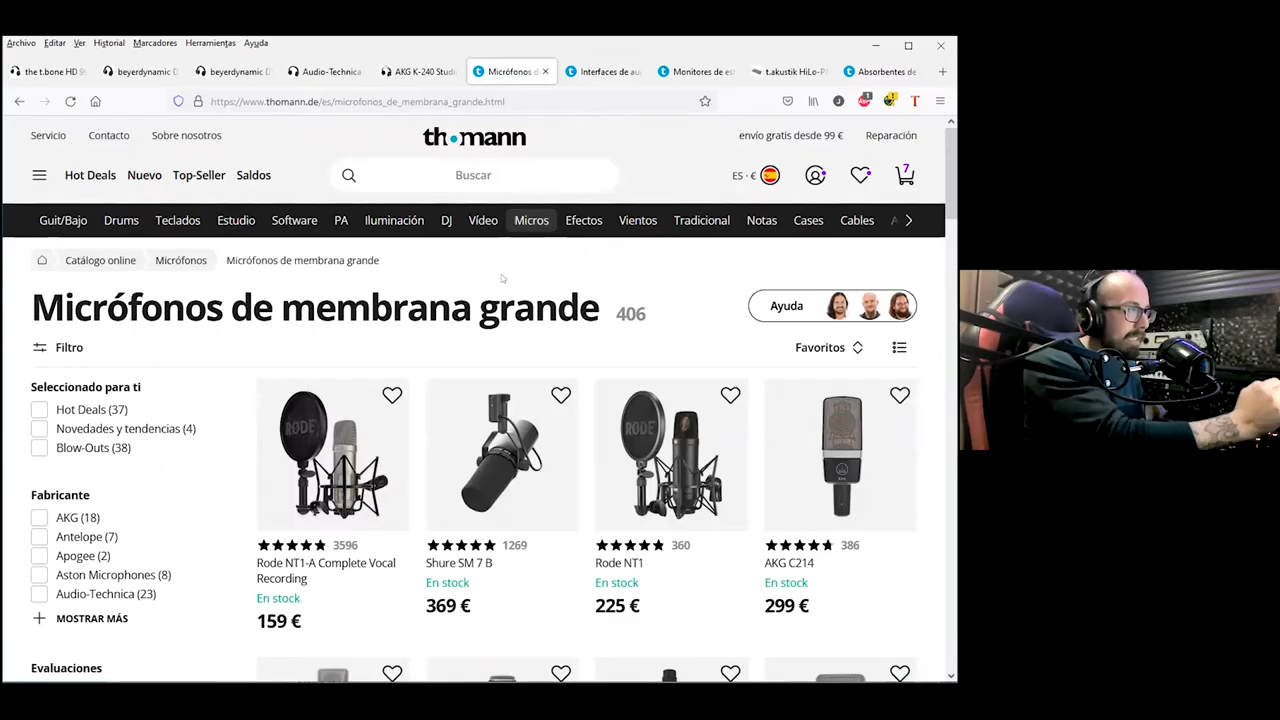 Archivo Editar Ver Historial Marcadores Herramientas Ayuda
the t.bone HD 9 beyerdynamic D beyerdynamic D Audio-Technica AKG K-240 Stud Micrófonos d Interfaces de au Monitores de es t.akustik HiLo-P Absorbentes de
https://www.thomann.de/es/microfonos_de_membrana_grande.html
Servicio Contacto Sobre nosotros
th•mann
envío gratis desde 99 € Reparación
Hot Deals Nuevo Top-Seller Saldos
Buscar
ES · €
7
Guit/Bajo Drums Teclados Estudio Software PA Iluminación DJ Vídeo Micros Efectos Vientos Tradicional Notas Cases Cables A
Catálogo online Micrófonos Micrófonos de membrana grande
Micrófonos de membrana grande 406
Ayuda
Filtro
Favoritos
Seleccionado para ti
Hot Deals (37)
Novedades y tendencias (4)
Blow-Outs (38)
Fabricante
AKG (18)
Antelope (7)
Apogee (2)
Aston Microphones (8)
Audio-Technica (23)
MOSTRAR MÁS
Evaluaciones
RODE
3596
Rode NT1-A Complete Vocal
Recording
En stock
159 €
1269
Shure SM 7 B
En stock
369 €
RODE
360
Rode NT1
En stock
225 €
386
AKG C214
En stock
299 €